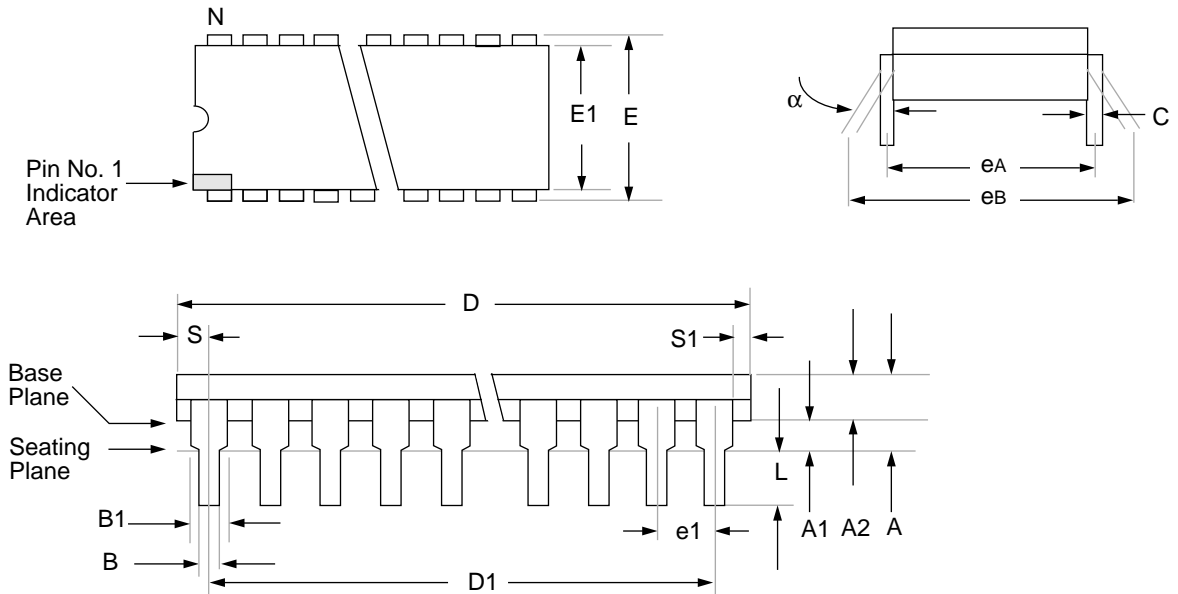 N
E1
E
Pin No. 1
Indicator
Area
α
C
eA
eB
D
S
S1
Base
Plane
Seating
Plane
L
B1
e1
A1
A2
A
B
D1